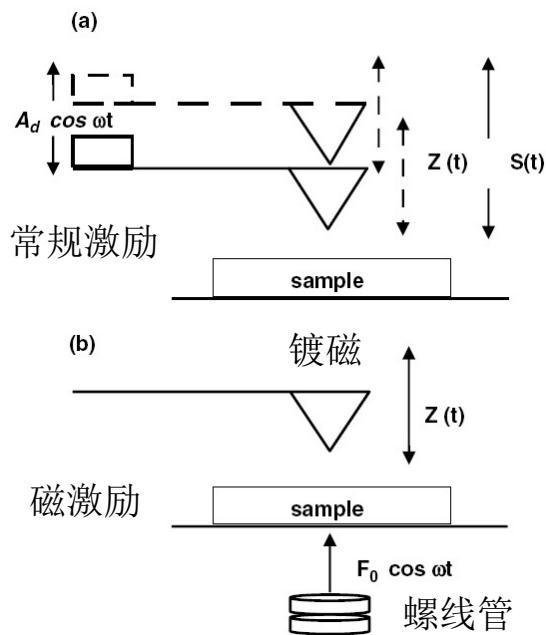 (a)
A_d cos ωt
Z (t)
S(t)
常规激励
sample
(b)
镀磁
Z (t)
磁激励
sample
F_0 cos ωt
螺线管